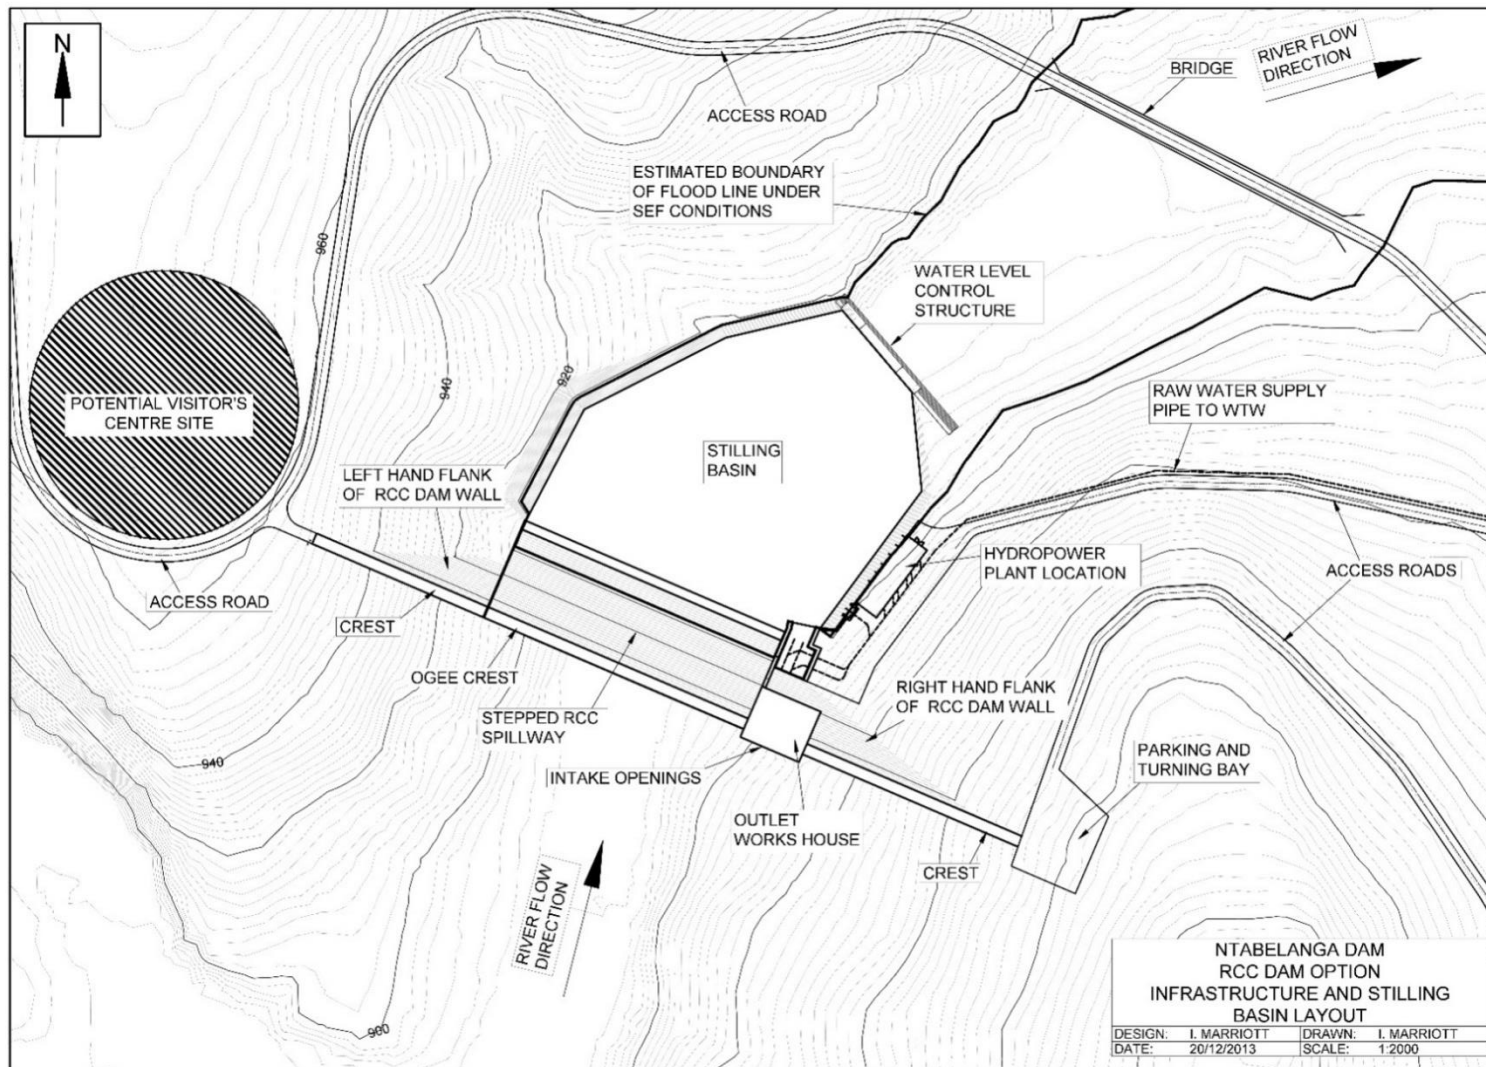 N
RIVER FLOW
DIRECTION
BRIDGE
ACCESS ROAD
ESTIMATED BOUNDARY
OF FLOOD LINE UNDER
SEF CONDITIONS
960
WATER LEVEL
CONTROL
STRUCTURE
920
940
POTENTIAL VISITOR'S
CENTRE SITE
RAW WATER SUPPLY
PIPE TO WTW
STILLING
BASIN
LEFT HAND FLANK
OF RCC DAM WALL
HYDROPOWER
PLANT LOCATION
ACCESS ROADS
ACCESS ROAD
CREST
OGEE CREST
STEPPED RCC
SPILLWAY
RIGHT HAND FLANK
OF RCC DAM WALL
940
INTAKE OPENINGS
PARKING AND
TURNING BAY
OUTLET
WORKS HOUSE
CREST
RIVER FLOW
DIRECTION
900
NTABELANGA DAM
RCC DAM OPTION
INFRASTRUCTURE AND STILLING
BASIN LAYOUT
DESIGN: I. MARRIOTT DRAWN: I. MARRIOTT
DATE: 20/12/2013 SCALE: 1:2000